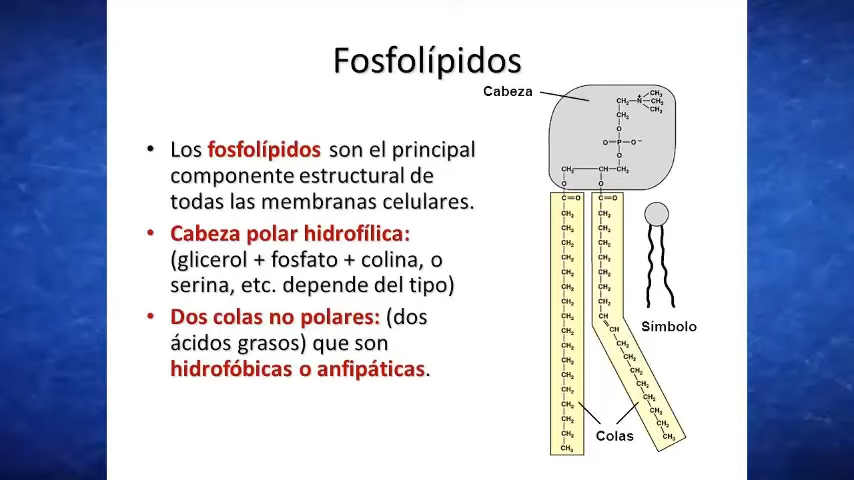 Fosfolípidos
Cabeza
• Los fosfolípidos son el principal
componente estructural de
todas las membranas celulares.
• Cabeza polar hidrofílica:
(glicerol + fosfato + colina, o
serina, etc. depende del tipo)
• Dos colas no polares: (dos
ácidos grasos) que son
hidrofóbicas o anfipáticas.
Símbolo
Colas